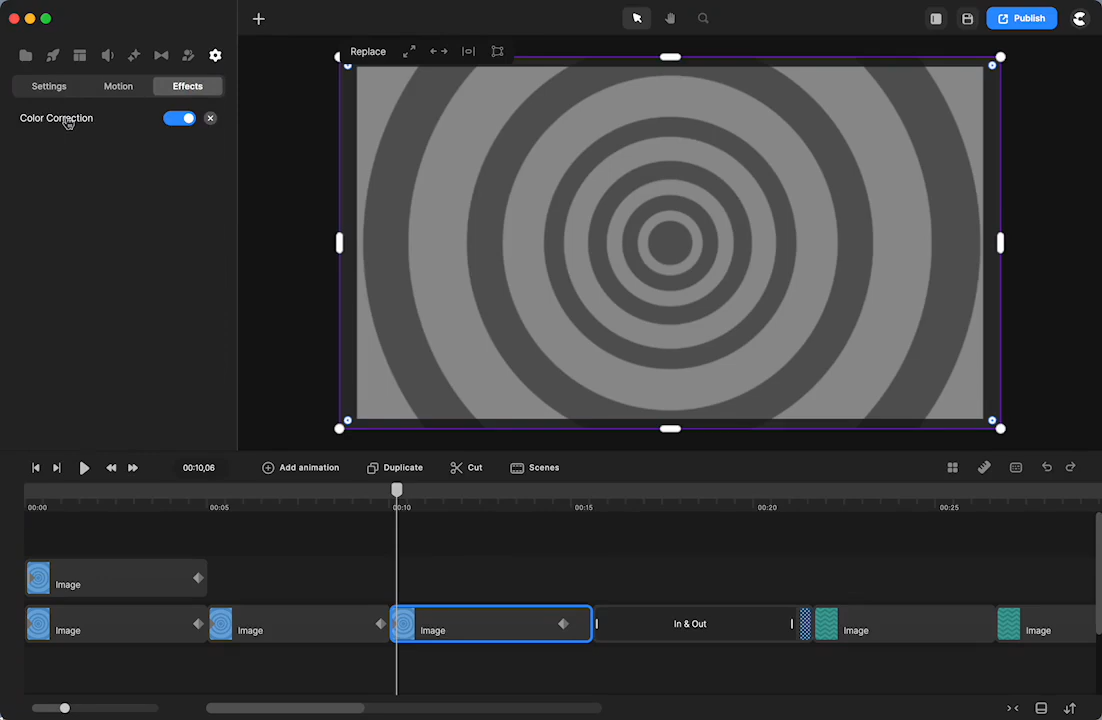 Publish
Replace
Settings Motion Effects
Color Correction
00:10,06 Add animation Duplicate Cut Scenes
00:00 00:05 00:10 00:15 00:20 00:25
Image
Image Image Image In & Out Image Image